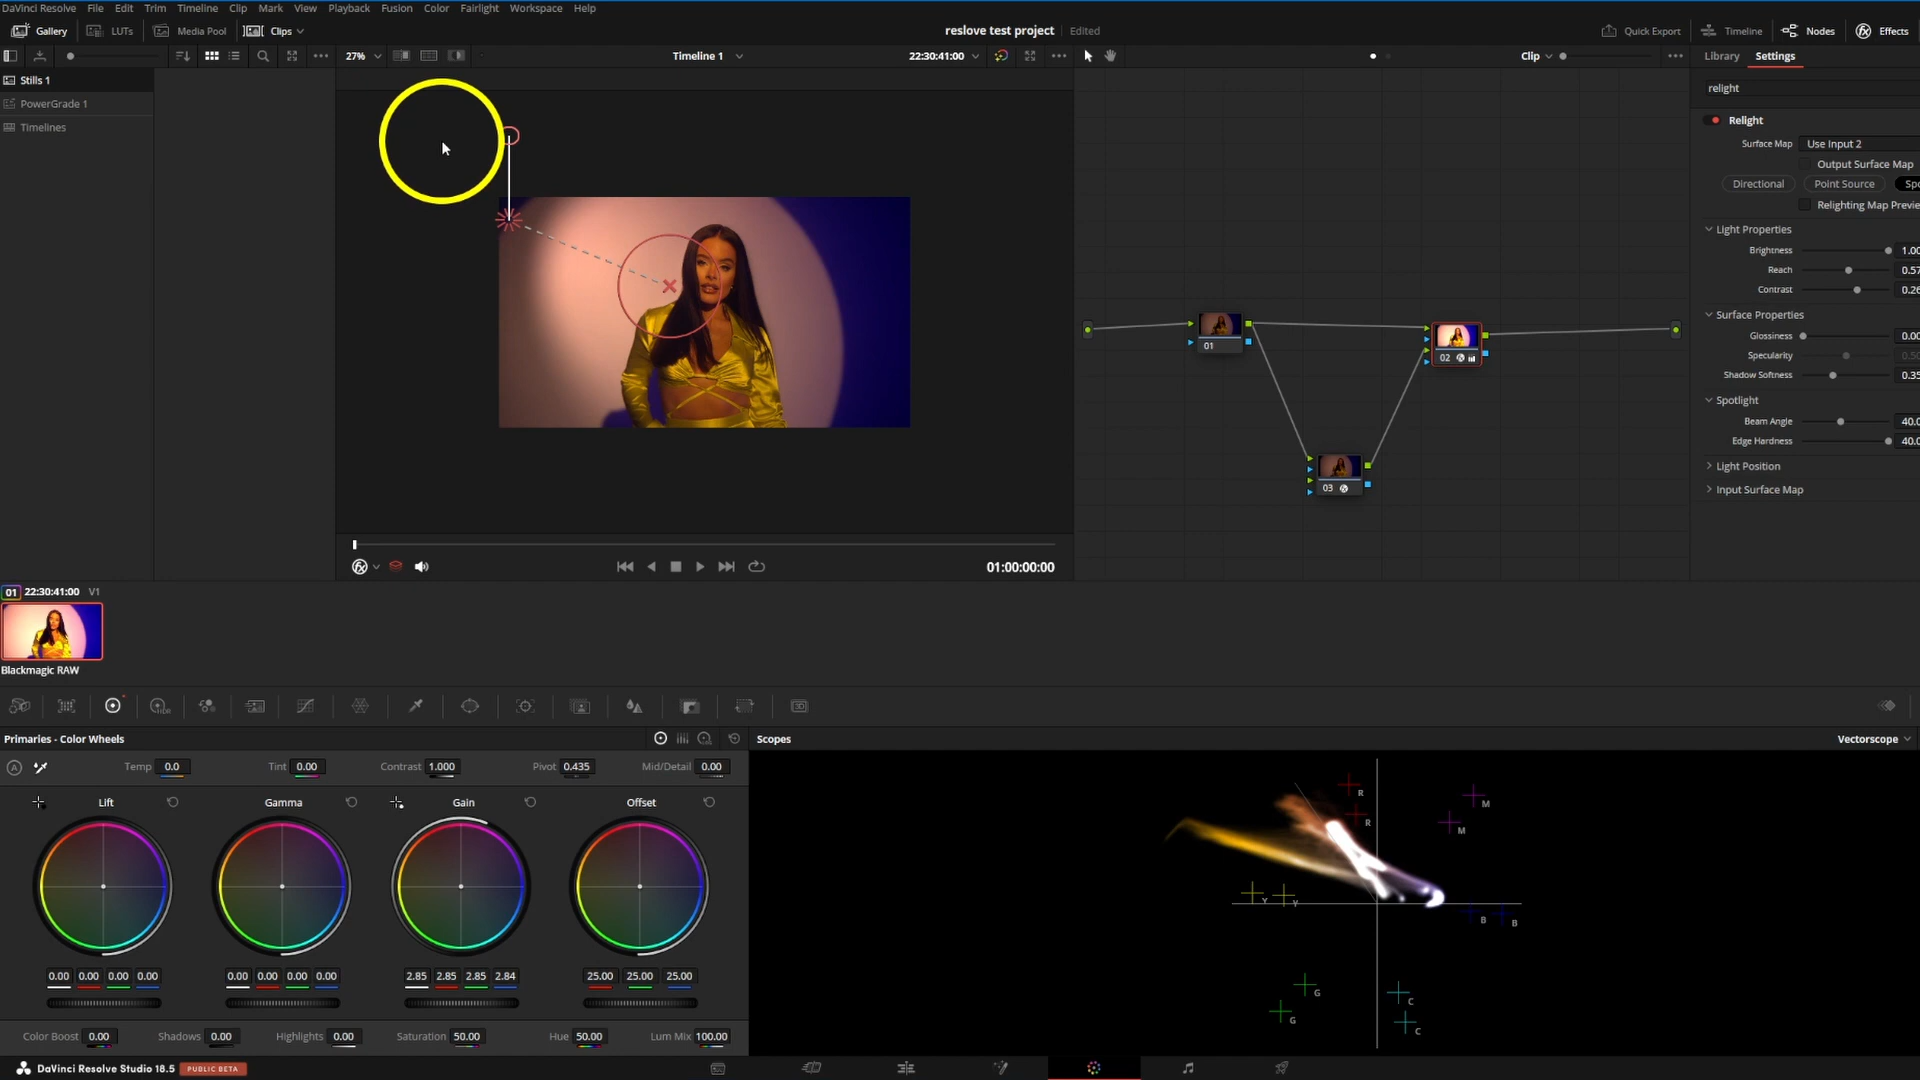 DaVinci Resolve File Edit Trim Timeline Clip Mark View Playback Fusion Color Fairlight Workspace Help
Gallery LUTs Media Pool Clips reslove test project Edited Quick Export Timeline Nodes Effects
27% Timeline 1 22:30:41:00 Clip Library Settings
Stills 1
PowerGrade 1
Timelines
relight
Relight
Surface Map Use Input 2
Output Surface Map
Directional Point Source
Relighting Map Previe
Light Properties
Brightness 1.00
Reach 0.57
Contrast 0.26
Surface Properties
Glossiness 0.00
Specularity 0.50
Shadow Softness 0.35
Spotlight
Beam Angle 40.0
Edge Hardness 40.0
Light Position
Input Surface Map
01
02
03
01:00:00:00
01 22:30:41:00 V1
Blackmagic RAW
HDR
3D
Primaries - Color Wheels
Scopes Vectorscope
A Temp 0.0 Tint 0.00 Contrast 1.000 Pivot 0.435 Mid/Detail 0.00
Lift Gamma Gain Offset
0.00 0.00 0.00 0.00 0.00 0.00 0.00 0.00 2.85 2.85 2.85 2.84 25.00 25.00 25.00
Color Boost 0.00 Shadows 0.00 Highlights 0.00 Saturation 50.00 Hue 50.00 Lum Mix 100.00
R M
R M
Y Y B B
G C
G C
DaVinci Resolve Studio 18.5 PUBLIC BETA